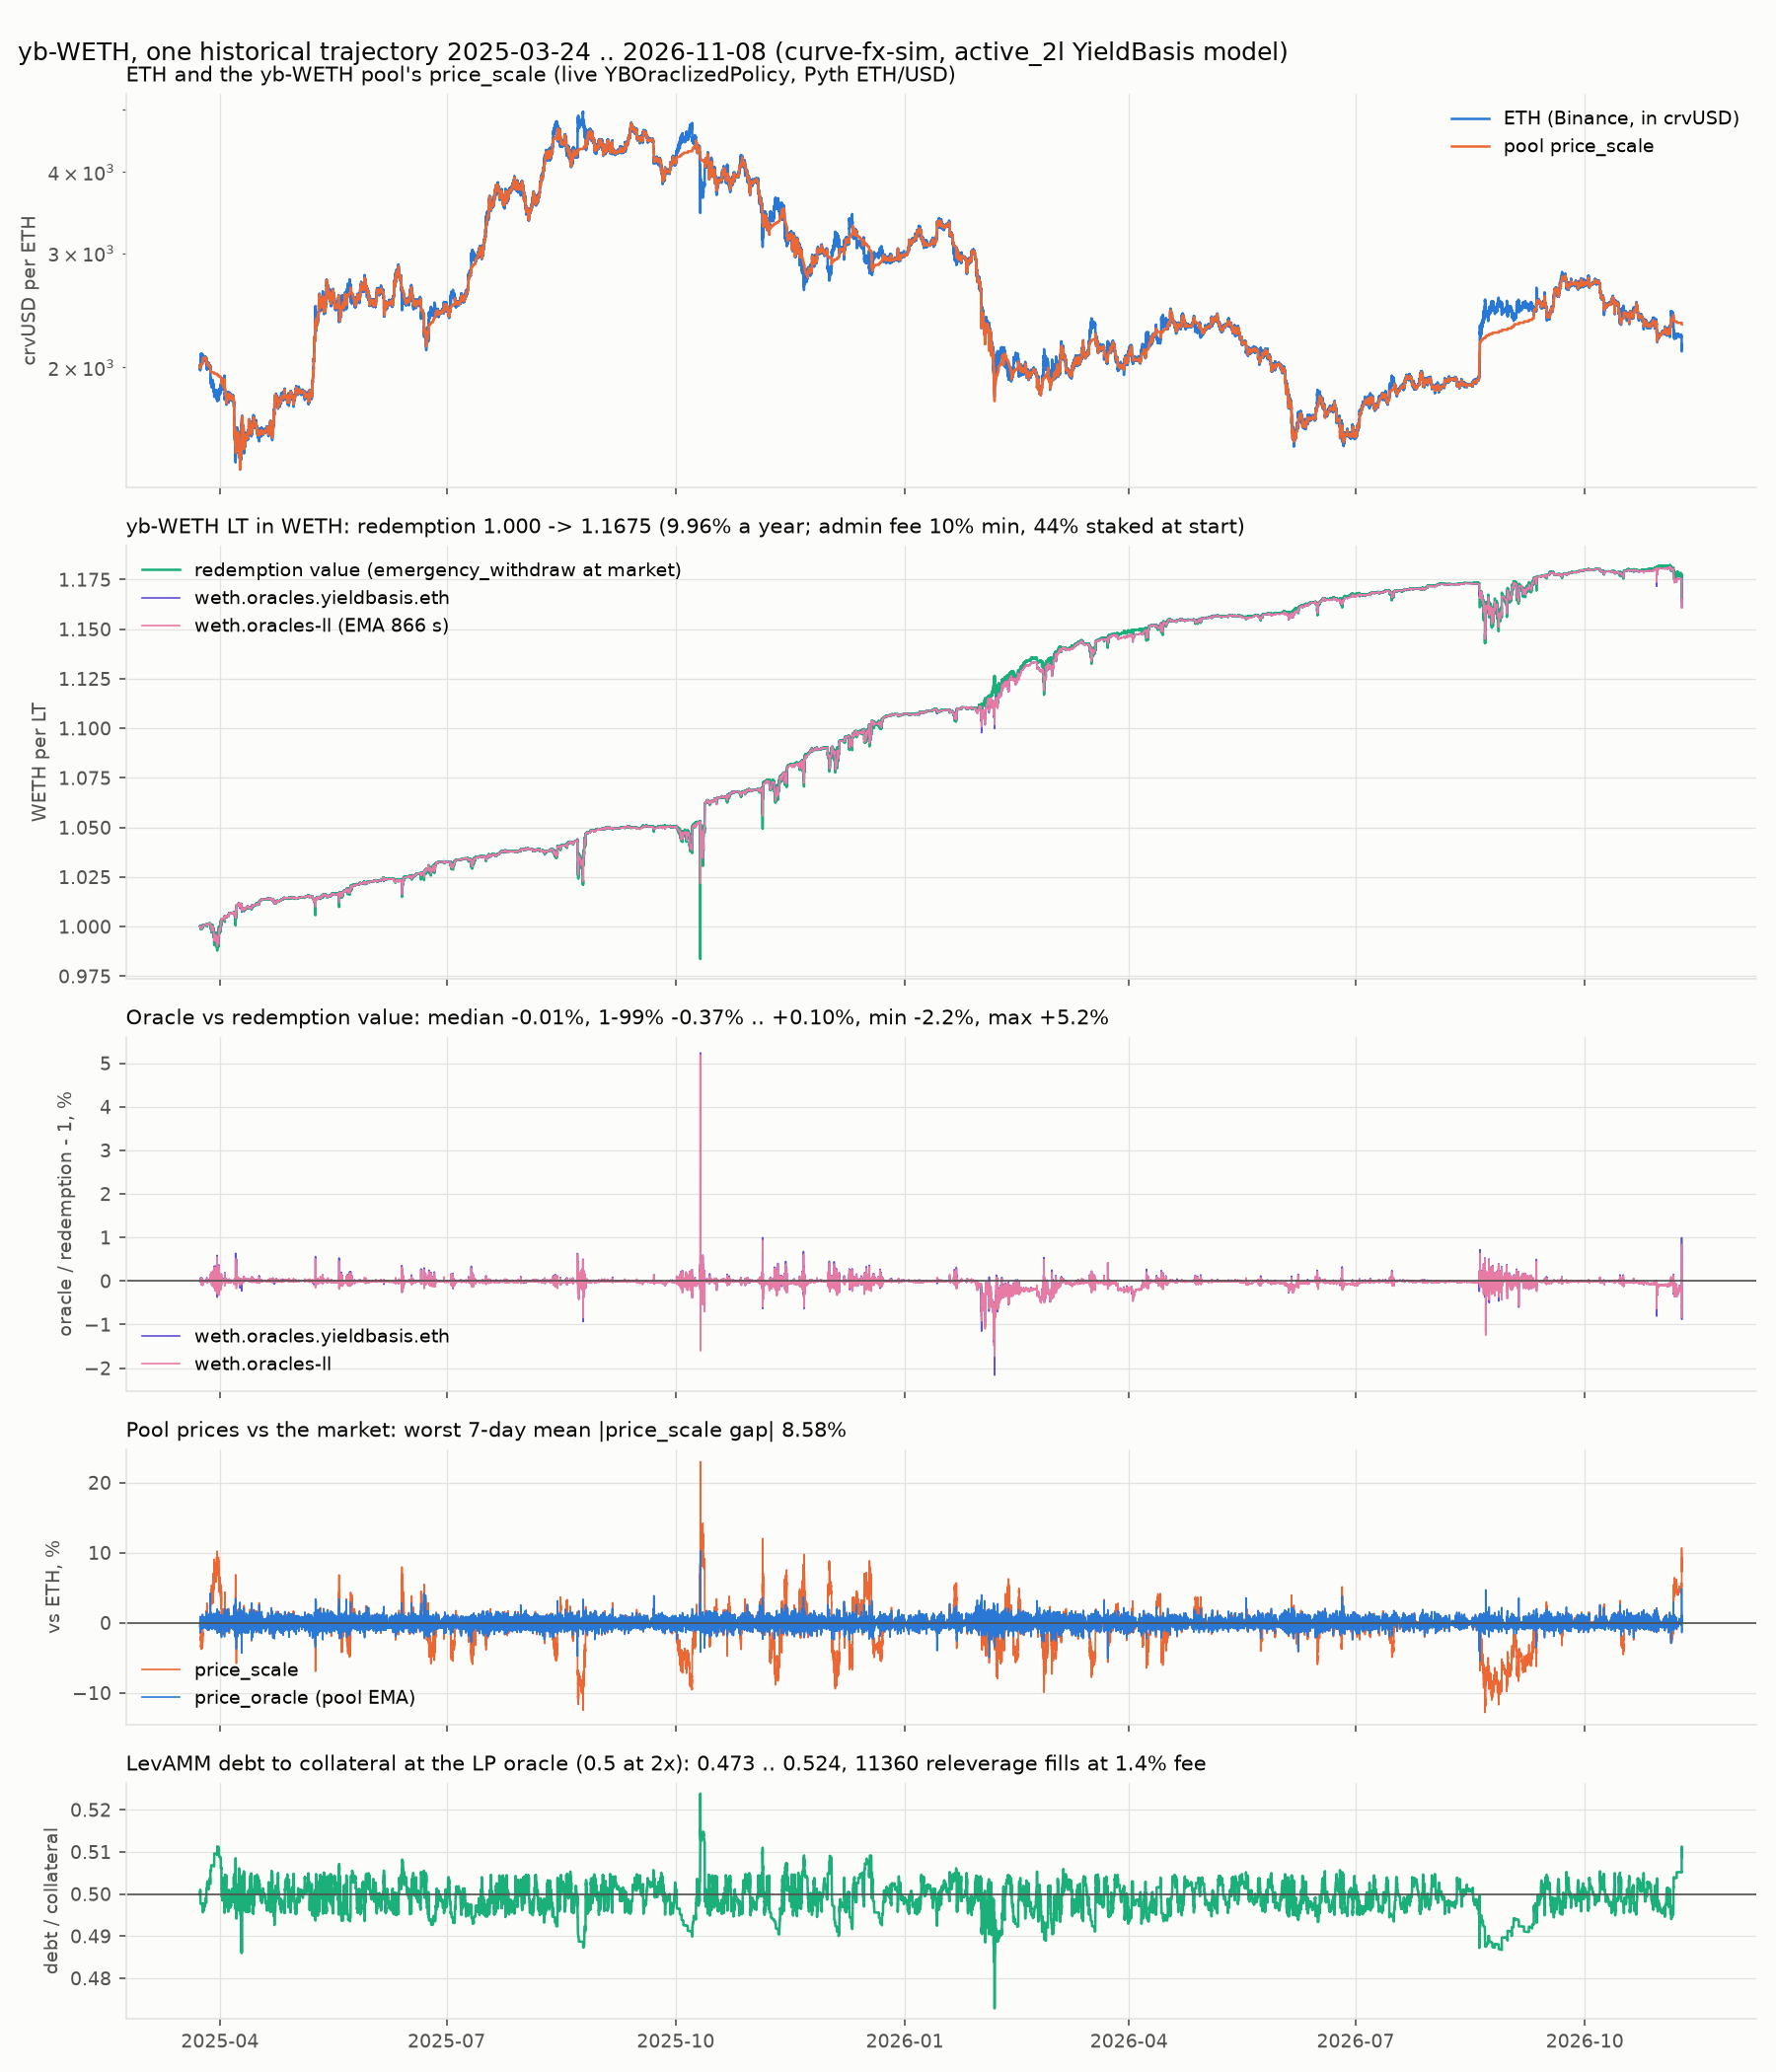 yb-WETH, one historical trajectory 2025-03-24 .. 2026-11-08 (curve-fx-sim, active_2l YieldBasis model)
ETH and the yb-WETH pool's price_scale (live YBOraclizedPolicy, Pyth ETH/USD)
ETH (Binance, in crvUSD)
pool price_scale
crvUSD per ETH
4 × 10³
3 × 10³
2 × 10³
yb-WETH LT in WETH: redemption 1.000 -> 1.1675 (9.96% a year; admin fee 10% min, 44% staked at start)
redemption value (emergency_withdraw at market)
weth.oracles.yieldbasis.eth
weth.oracles-II (EMA 866 s)
WETH per LT
1.175
1.150
1.125
1.100
1.075
1.050
1.025
1.000
0.975
Oracle vs redemption value: median -0.01%, 1-99% -0.37% .. +0.10%, min -2.2%, max +5.2%
oracle / redemption - 1, %
5
4
3
2
1
0
−1
−2
weth.oracles.yieldbasis.eth
weth.oracles-II
Pool prices vs the market: worst 7-day mean |price_scale gap| 8.58%
vs ETH, %
20
10
0
−10
price_scale
price_oracle (pool EMA)
LevAMM debt to collateral at the LP oracle (0.5 at 2x): 0.473 .. 0.524, 11360 releverage fills at 1.4% fee
debt / collateral
0.52
0.51
0.50
0.49
0.48
2025-04
2025-07
2025-10
2026-01
2026-04
2026-07
2026-10